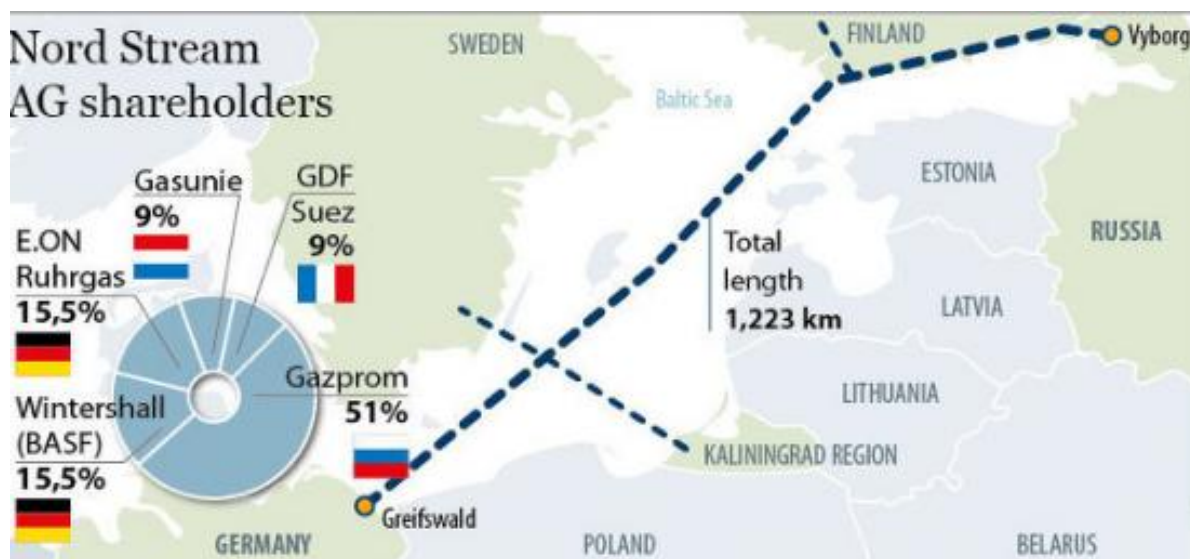 Nord Stream
AG shareholders
Gasunie
9%
GDF
Suez
9%
E.ON
Ruhrgas
15,5%
Wintershall
(BASF)
15,5%
Gazprom
51%
SWEDEN
FINLAND
Vyborg
Baltic Sea
ESTONIA
RUSSIA
Total
length
1,223 km
LATVIA
LITHUANIA
KALININGRAD REGION
Greifswald
GERMANY
POLAND
BELARUS